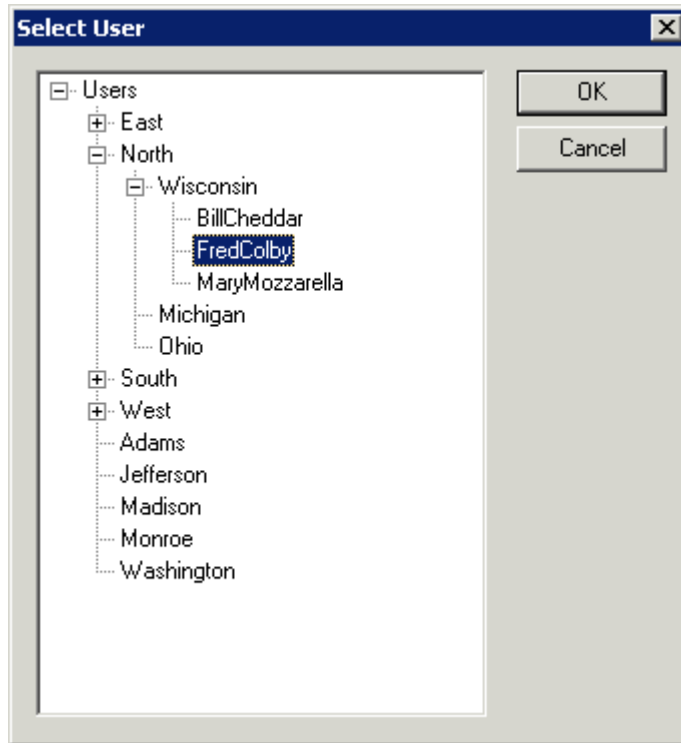 Select User
Users
East
North
Wisconsin
BillCheddar
FredColby
MaryMozzarella
Michigan
Ohio
South
West
Adams
Jefferson
Madison
Monroe
Washington
OK
Cancel